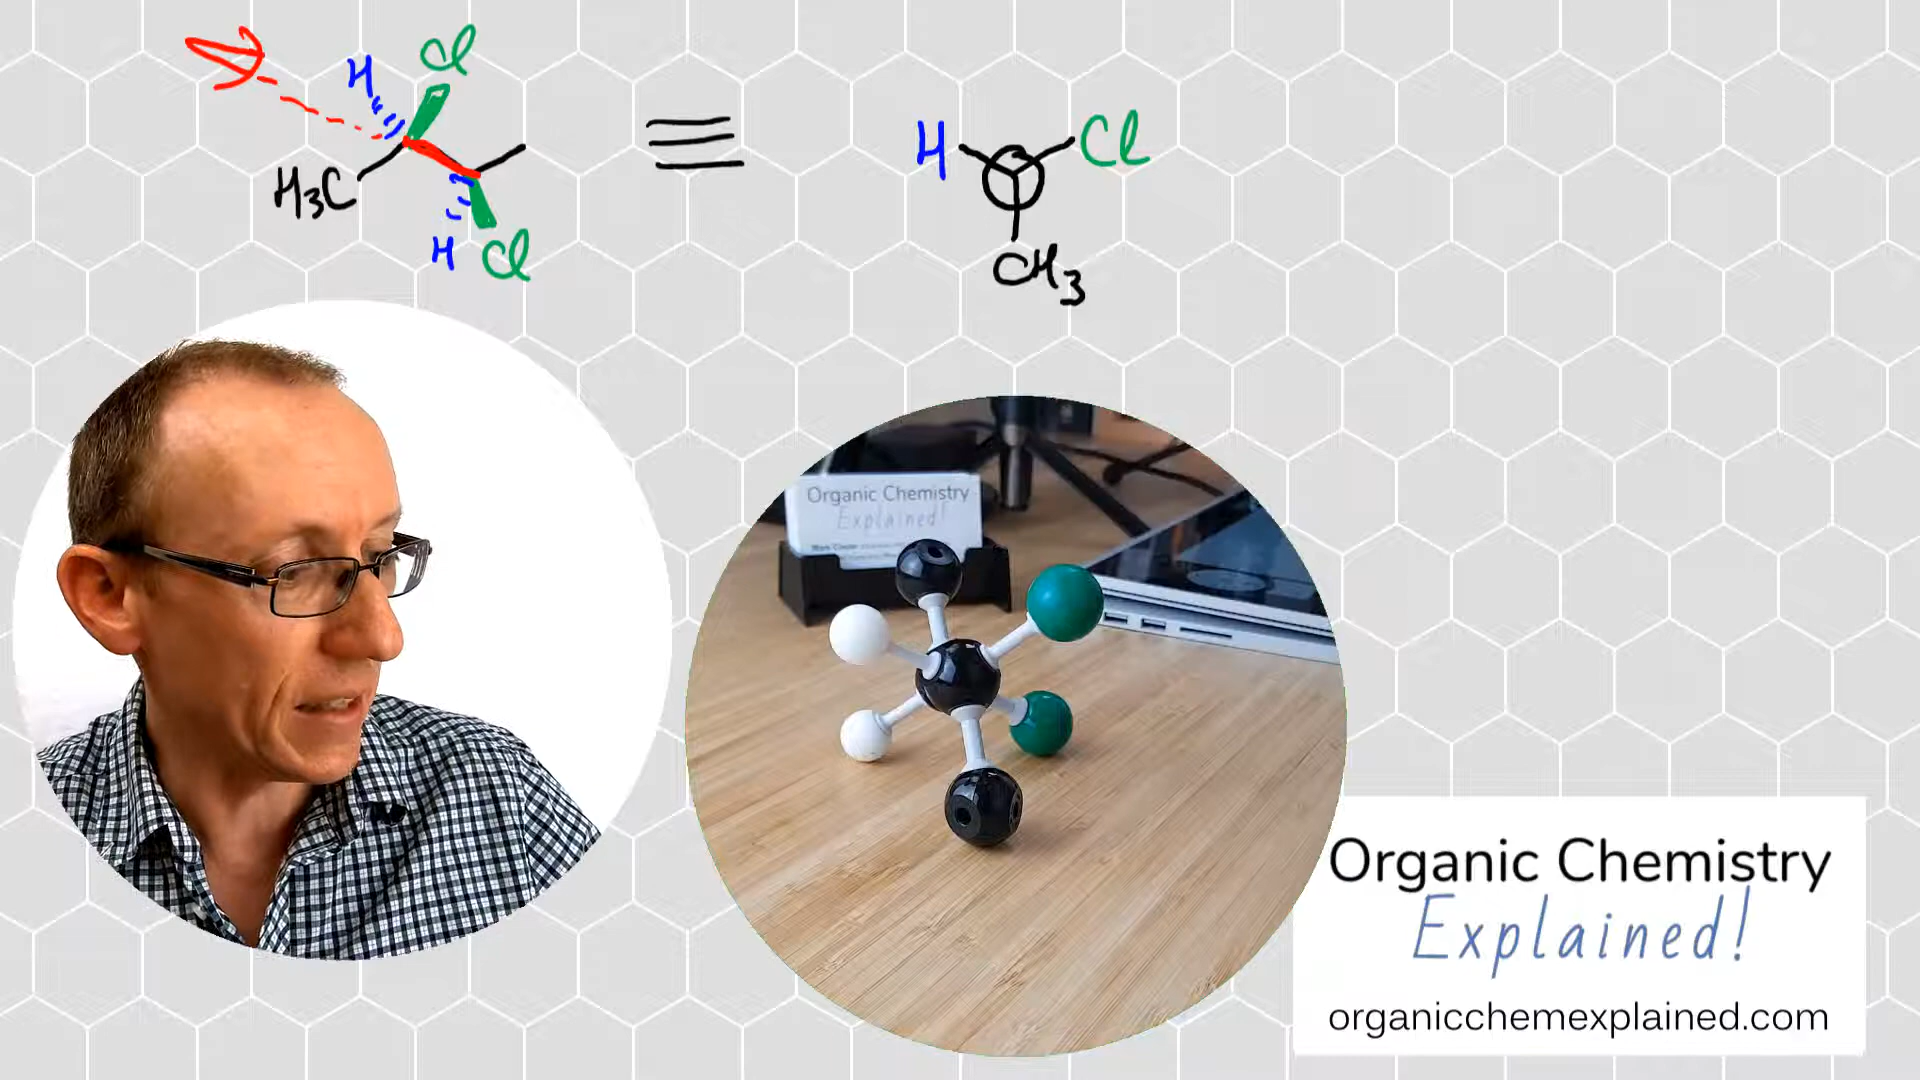 H Cl
H3C
H Cl
H Cl
CH3
Organic Chemistry
Explained!
Organic Chemistry
Explained!
organicchemexplained.com